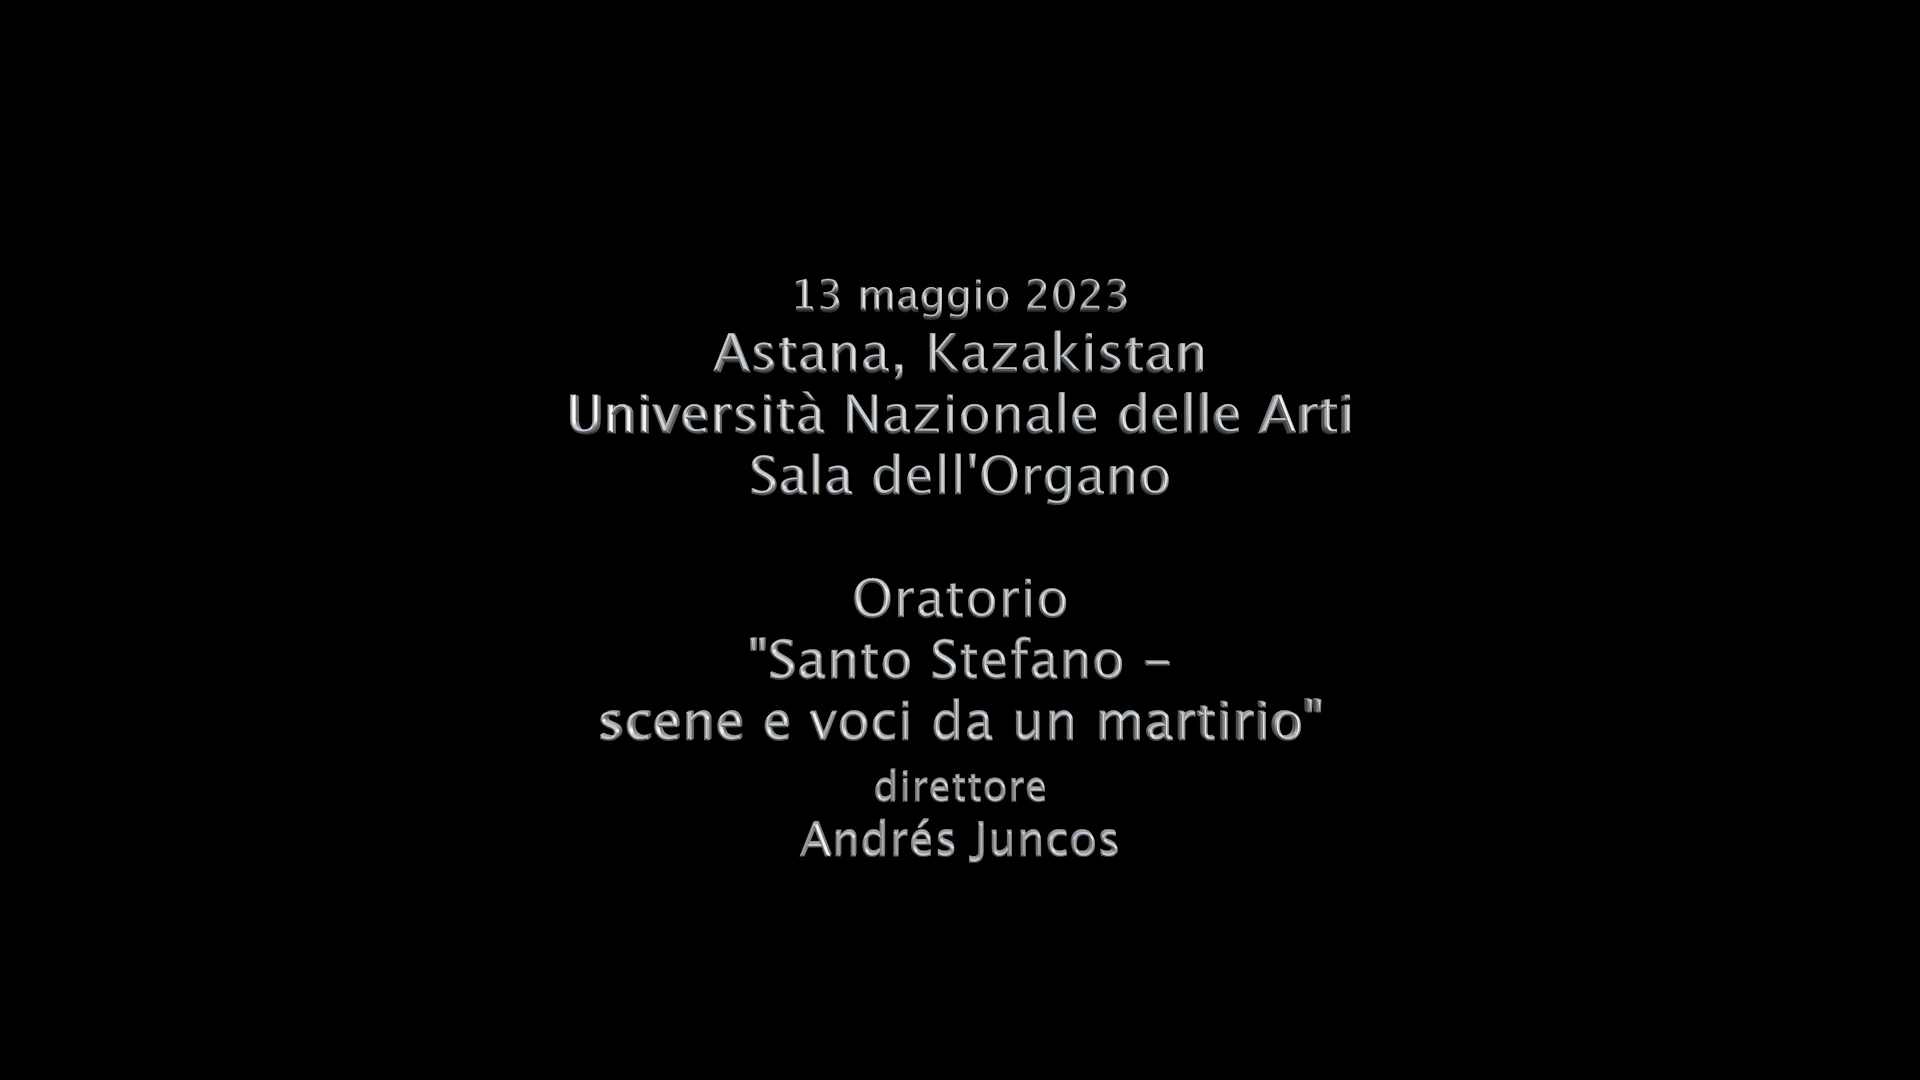 13 maggio 2023
Astana, Kazakistan
Università Nazionale delle Arti
Sala dell'Organo
Oratorio
"Santo Stefano -
scene e voci da un martirio"
direttore
Andrés Juncos